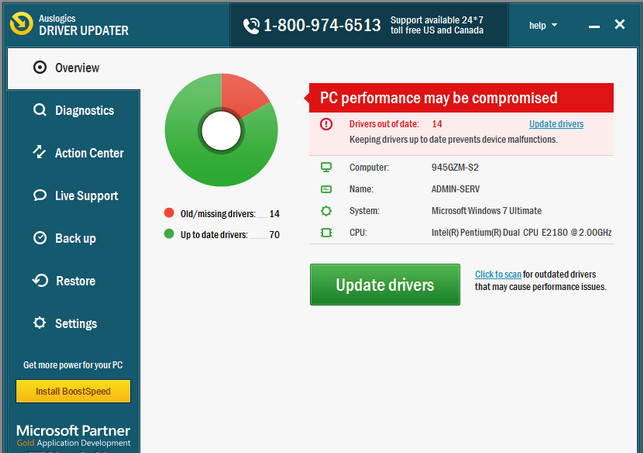 Auslogics
DRIVER UPDATER
1-800-974-6513
Support available 24*7
toll free US and Canada
help
Overview
Diagnostics
Action Center
Live Support
Back up
Restore
Settings
Get more power for your PC
Install BoostSpeed
Microsoft Partner
Gold Application Development
Old/missing drivers: 14
Up to date drivers: 70
PC performance may be compromised
Drivers out of date: 14 Update drivers
Keeping drivers up to date prevents device malfunctions.
Computer: 945GZM-S2
Name: ADMIN-SERV
System: Microsoft Windows 7 Ultimate
CPU: Intel(R) Pentium(R) Dual CPU E2180 @ 2.00GHz
Update drivers
Click to scan for outdated drivers
that may cause performance issues.